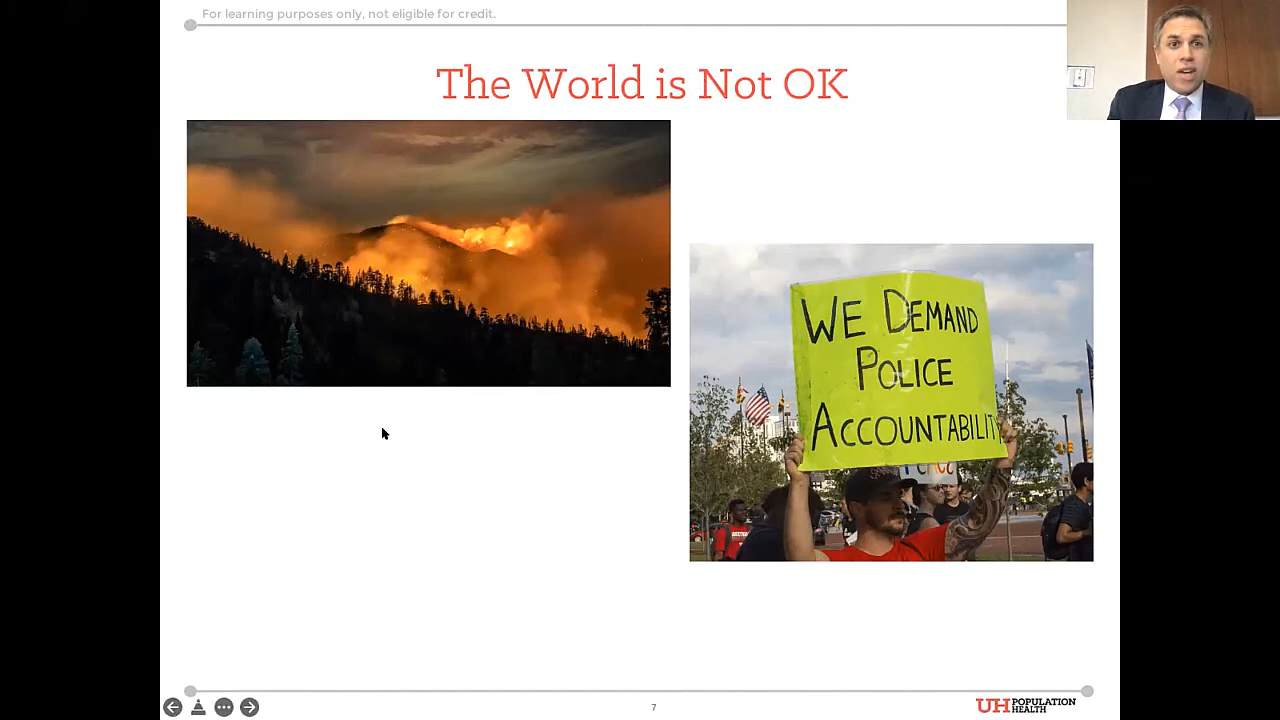 For learning purposes only, not eligible for credit.
The World is Not OK
WE DEMAND
POLICE
ACCOUNTABILITY
PEACE
7
UH POPULATION
HEALTH